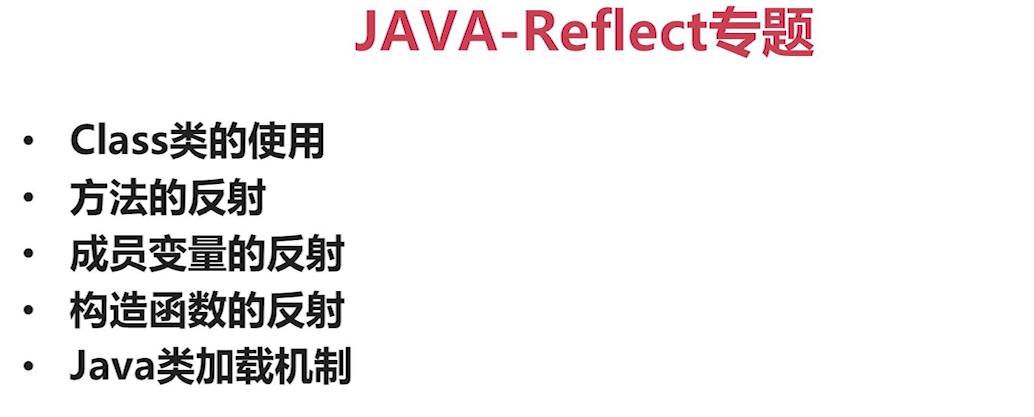 JAVA-Reflect专题
• Class类的使用
• 方法的反射
• 成员变量的反射
• 构造函数的反射
• Java类加载机制